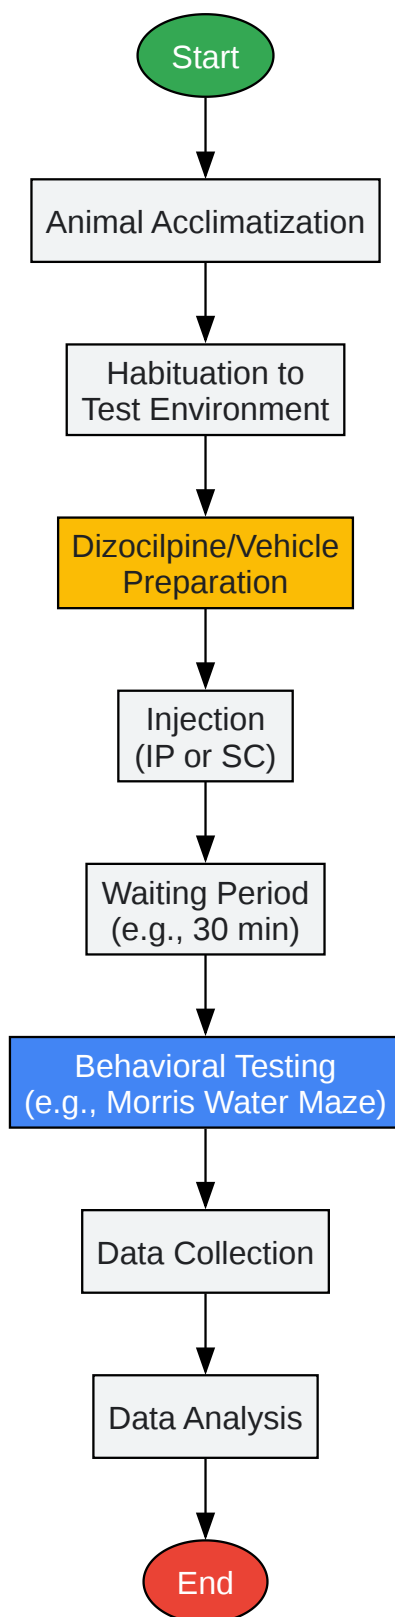 Start
Animal Acclimatization
Habituation to
Test Environment
Dizocilpine/Vehicle
Preparation
Injection
(IP or SC)
Waiting Period
(e.g., 30 min)
Behavioral Testing
(e.g., Morris Water Maze)
Data Collection
Data Analysis
End